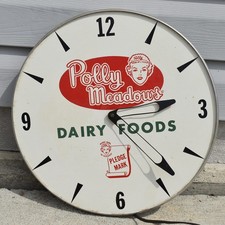 12
Polly
Meadows
9
3
DAIRY FOODS
PLEDGE
MARK
6